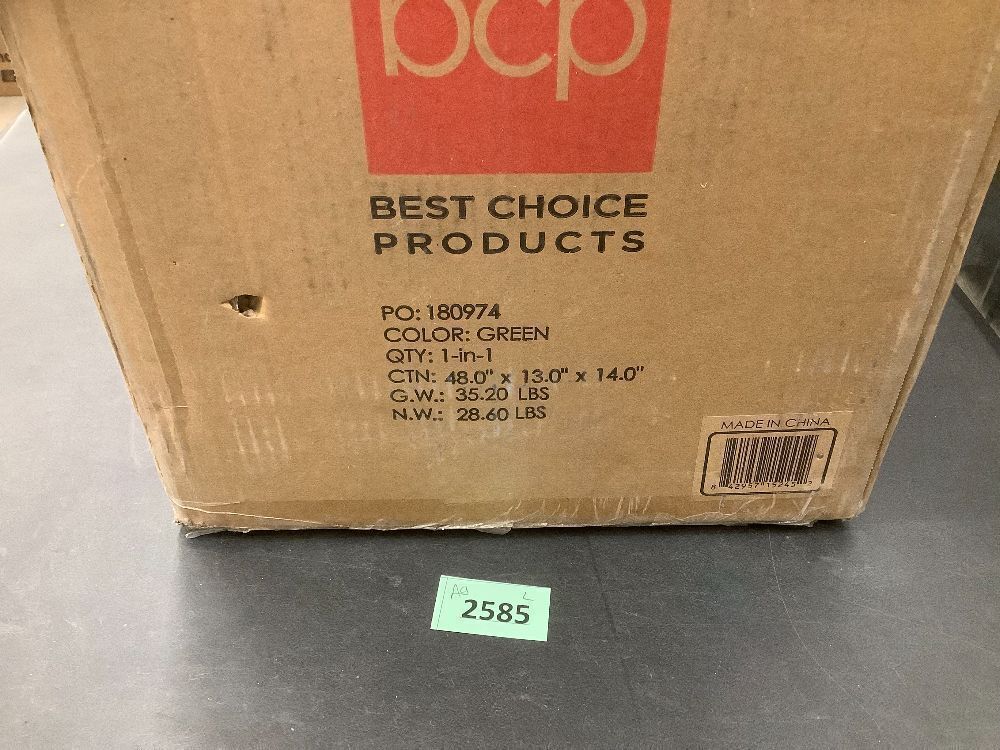 bcp
BEST CHOICE
PRODUCTS
PO: 180974
COLOR: GREEN
QTY: 1-in-1
CTN: 48.0" x 13.0" x 14.0"
G.W.: 35.20 LBS
N.W.: 28.60 LBS
MADE IN CHINA
2585